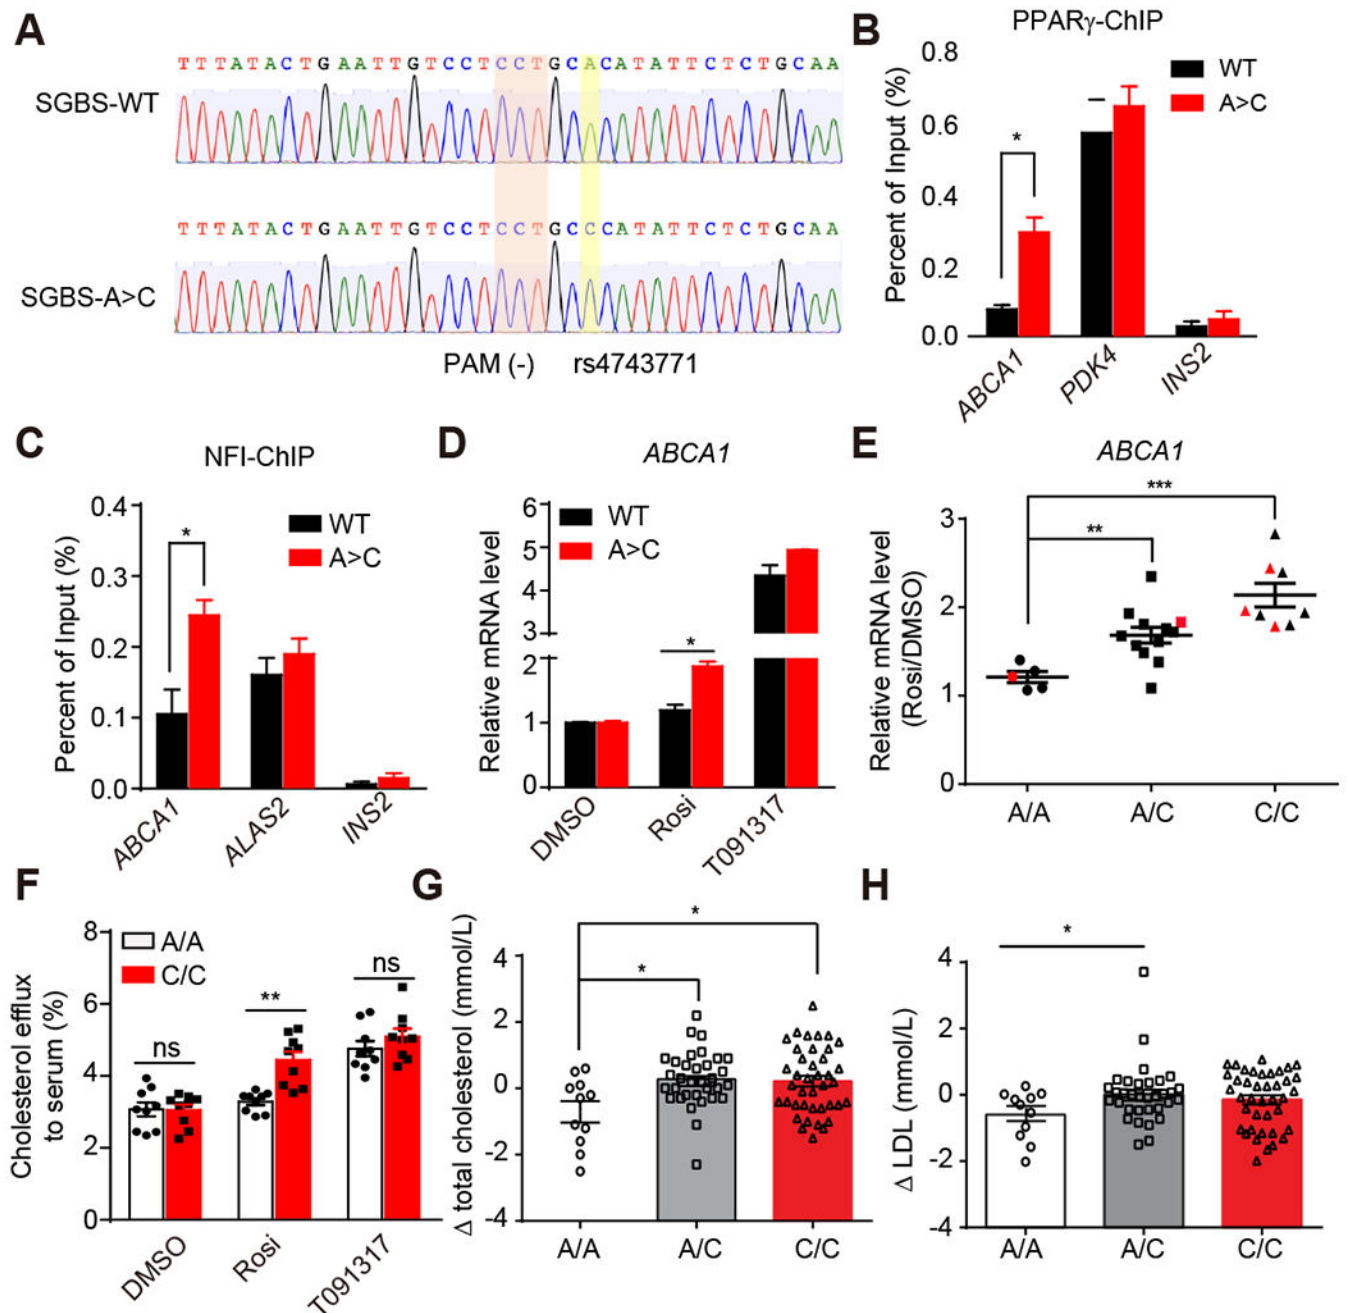 A
T T T A T A C T G A A T T G T C C T C C T G C A C A T A T T C T C T G C A A
SGBS-WT
T T T A T A C T G A A T T G T C C T C C T G C C C A T A T T C T C T G C A A
SGBS-A>C
PAM (-) rs4743771
B
PPARγ-ChIP
Percent of Input (%)
0.8
0.6
0.4
0.2
0.0
WT
A>C
*
ABCA1
PDK4
INS2
C
NFI-ChIP
Percent of Input (%)
0.4
0.3
0.2
0.1
0.0
WT
A>C
*
ABCA1
ALAS2
INS2
D
ABCA1
Relative mRNA level
6
5
4
3
2
1
0
WT
A>C
*
DMSO
Rosi
T091317
E
ABCA1
Relative mRNA level
(Rosi/DMSO)
3
2
1
0
***
**
A/A
A/C
C/C
F
Cholesterol efflux
to serum (%)
8
6
4
2
0
A/A
C/C
ns
**
ns
DMSO
Rosi
T091317
G
Δ total cholesterol (mmol/L)
4
2
0
-2
-4
*
*
A/A
A/C
C/C
H
Δ LDL (mmol/L)
4
2
0
-2
-4
*
A/A
A/C
C/C